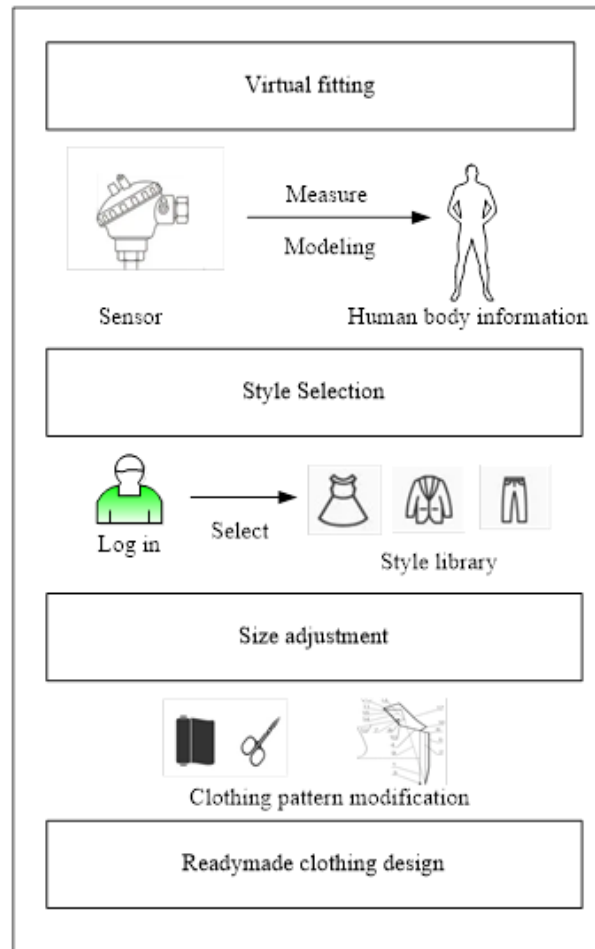 Virtual fitting
Measure
Modeling
Sensor
Human body information
Style Selection
Log in
Select
Style library
Size adjustment
Clothing pattern modification
Readymade clothing design